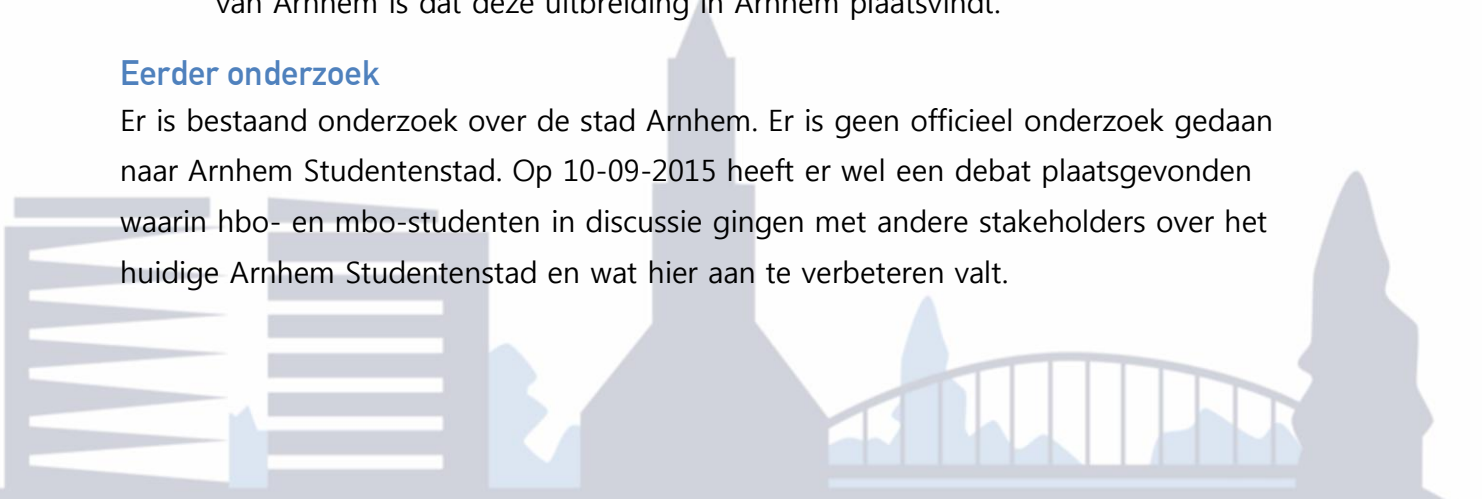 van Arnhem is dat deze uitbreiding in Arnhem plaatsvindt.
Eerder onderzoek
Er is bestaand onderzoek over de stad Arnhem. Er is geen officieel onderzoek gedaan
naar Arnhem Studentenstad. Op 10-09-2015 heeft er wel een debat plaatsgevonden
waarin hbo- en mbo-studenten in discussie gingen met andere stakeholders over het
huidige Arnhem Studentenstad en wat hier aan te verbeteren valt.